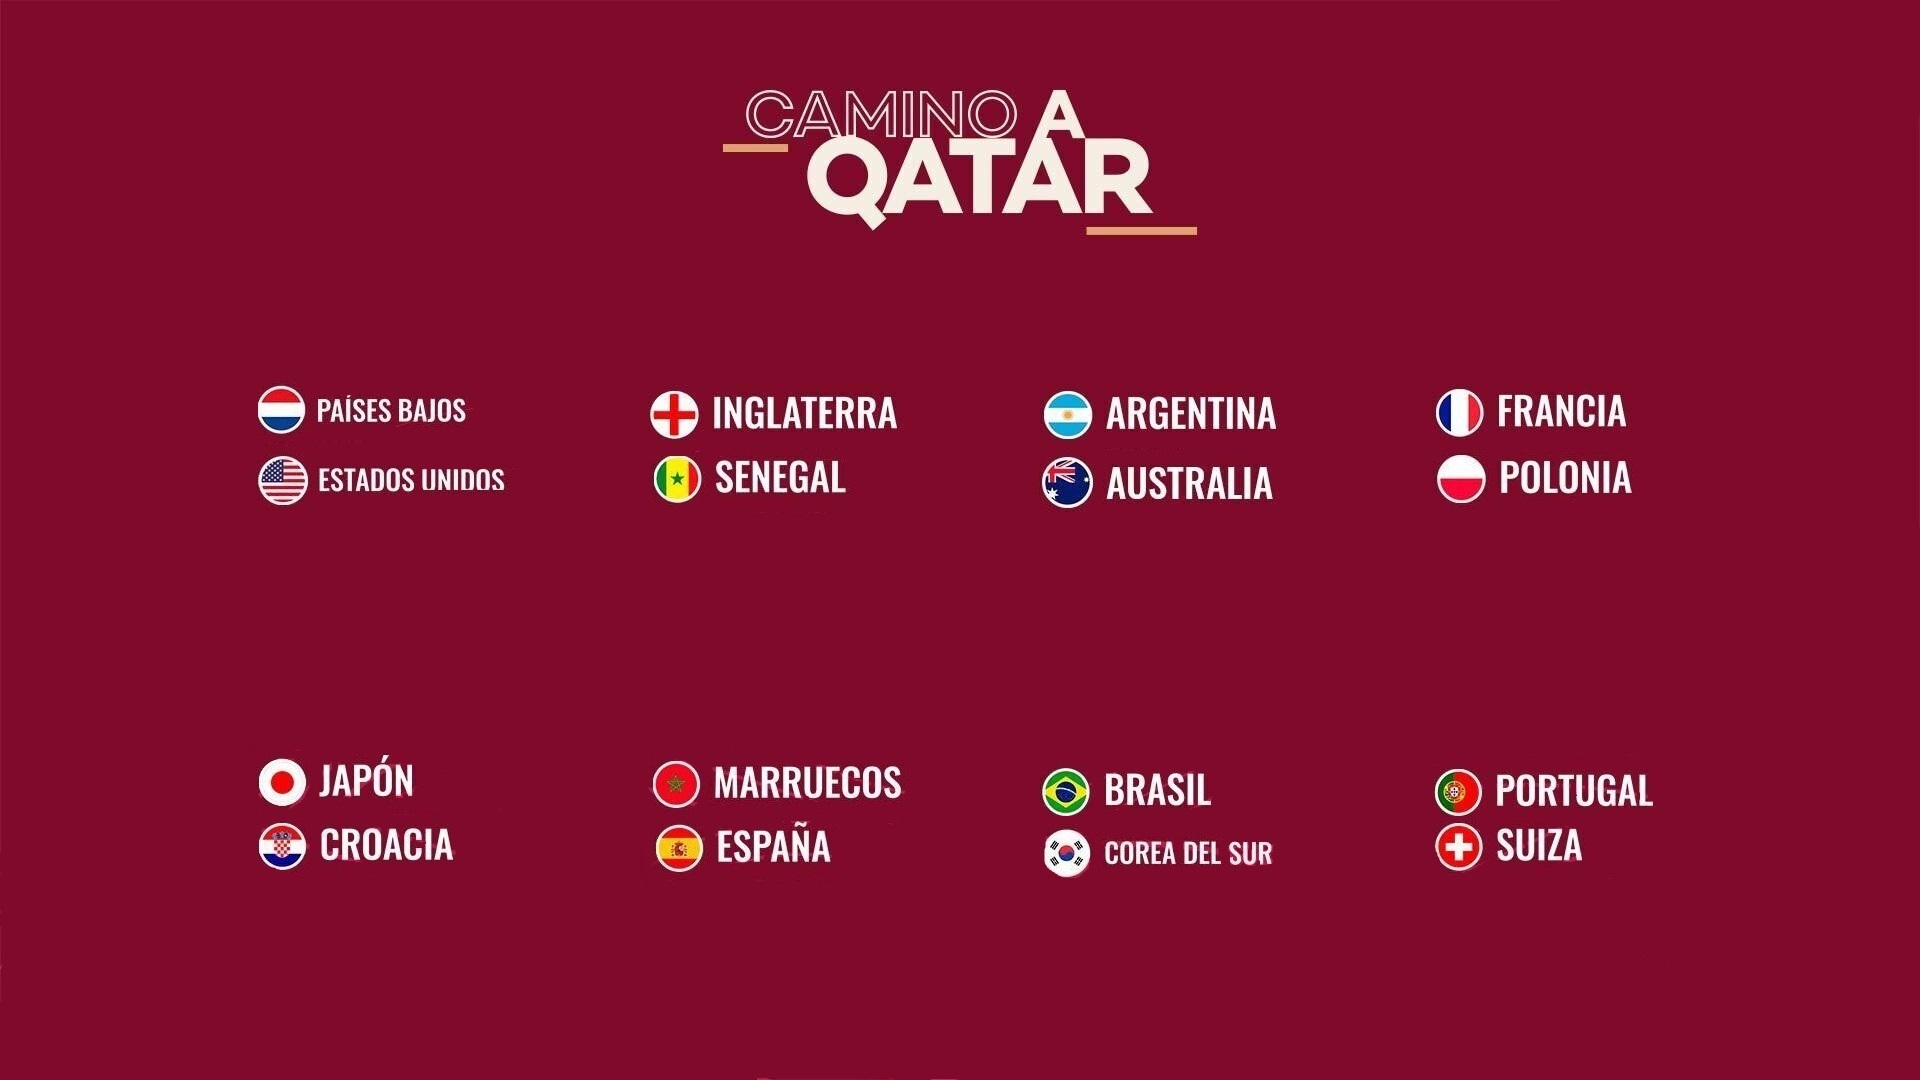 CAMINO A
QATAR
PAÍSES BAJOS
ESTADOS UNIDOS
INGLATERRA
SENEGAL
ARGENTINA
AUSTRALIA
FRANCIA
POLONIA
JAPÓN
CROACIA
MARRUECOS
ESPAÑA
BRASIL
COREA DEL SUR
PORTUGAL
SUIZA